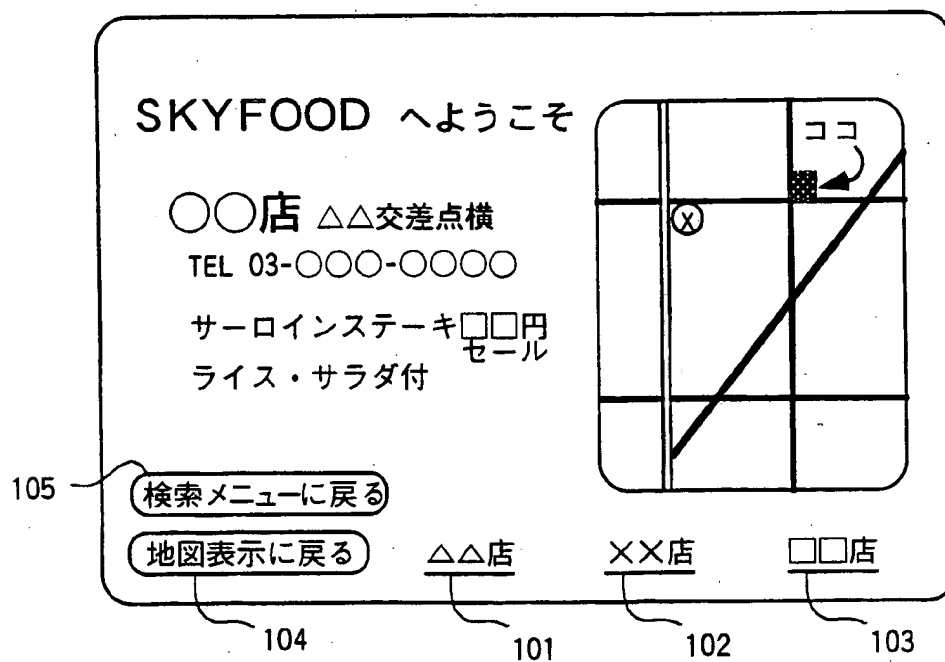 SKYFOOD へようこそ
○○店 △△交差点横
TEL 03-○○○-○○○○
サーロインステーキ□□円
セール
ライス・サラダ付
ココ
X
検索メニューに戻る
地図表示に戻る
△△店
××店
□□店
105
104
101
102
103